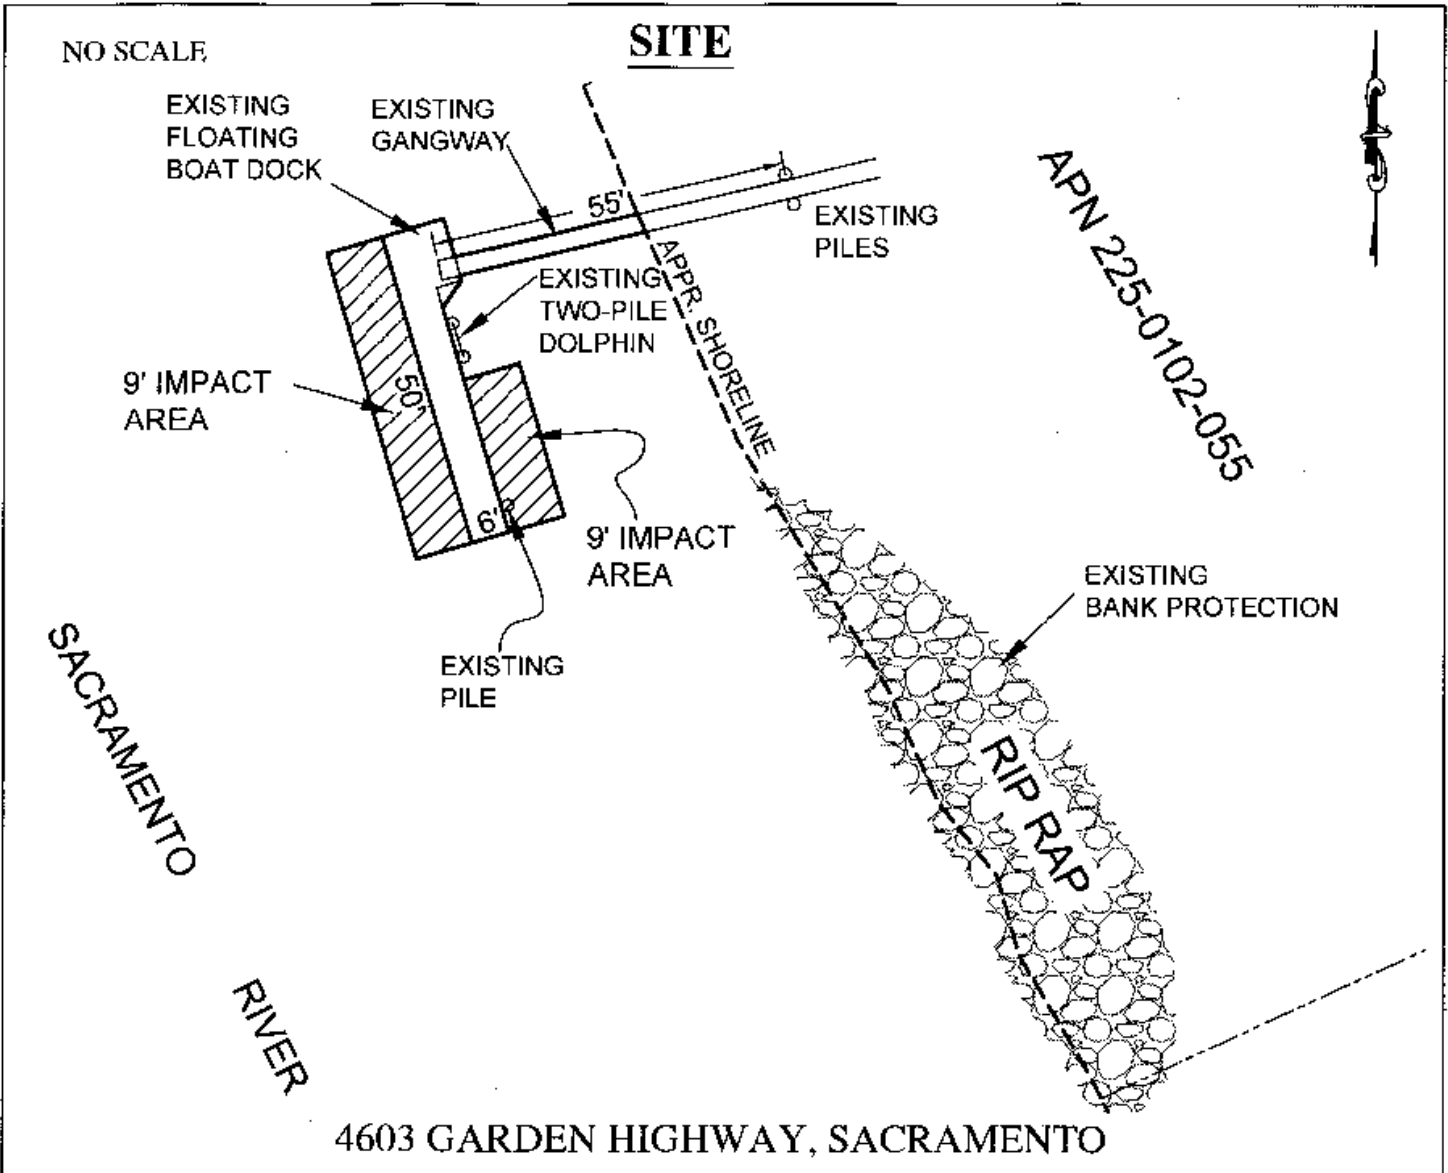 NO SCALE
SITE
EXISTING
FLOATING
BOAT DOCK
EXISTING
GANGWAY
55'
EXISTING
PILES
APN 225-0102-055
APPR. SHORELINE
EXISTING
TWO-PILE
DOLPHIN
9' IMPACT
AREA
50'
6'
9' IMPACT
AREA
EXISTING
PILE
EXISTING
BANK PROTECTION
RIP RAP
SACRAMENTO
RIVER
4603 GARDEN HIGHWAY, SACRAMENTO